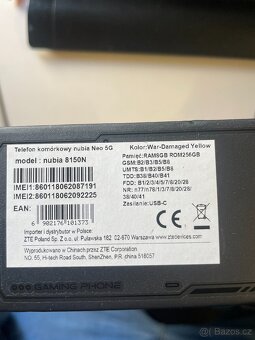 Telefon komórkowy nubia Neo 5G
model : nubia 8150N
Kolor:War-Damaged Yellow
Pamięć:RAM8GB ROM256GB
GSM:B2/B3/B5/B8
UMTS:B1/B2/B5/B8
TDD:B38/B40/B41
FDD:B1/2/3/4/5/7/8/20/28
NR:n77/n78/1/3/7/8/20/28/
38/40/41
Zasilanie:USB-C
IMEI1:860118062087191
IMEI2:860118062092225
EAN:
6 902176 101373
Importer i dystrybutor w Polsce:
ZTE Poland Sp. Z o.o, ul. Puławska 182 02-670 Warszawa www.ztedevices.com
Wyprodukowano w Chinach przez ZTE Corporation
NO. 55, Hi-tech Road South, ShenZhen, P.R. china 518057
GAMING PHONE
Bazoš.cz